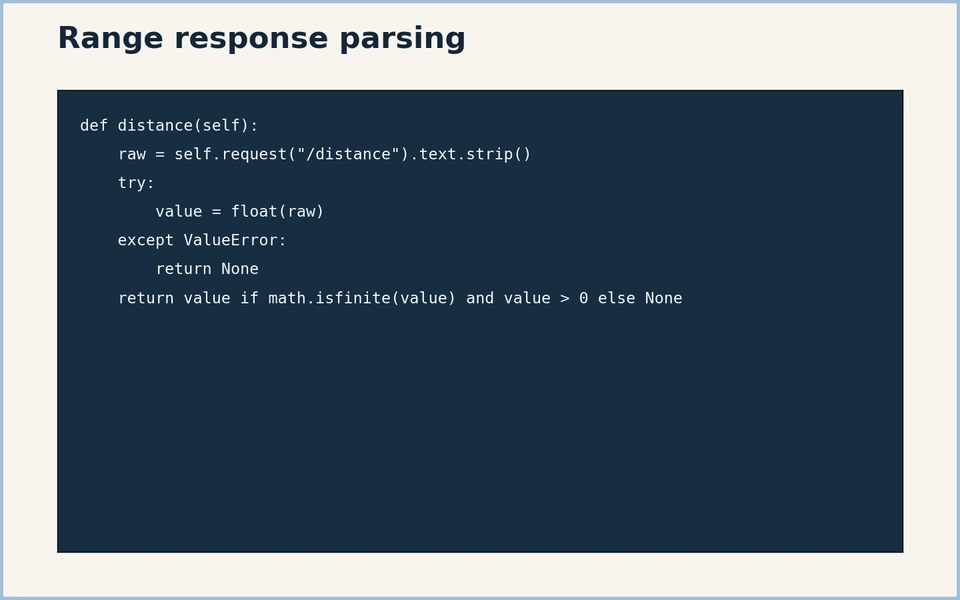 Range response parsing
def distance(self):
    raw = self.request("/distance").text.strip()
    try:
        value = float(raw)
    except ValueError:
        return None
    return value if math.isfinite(value) and value > 0 else None